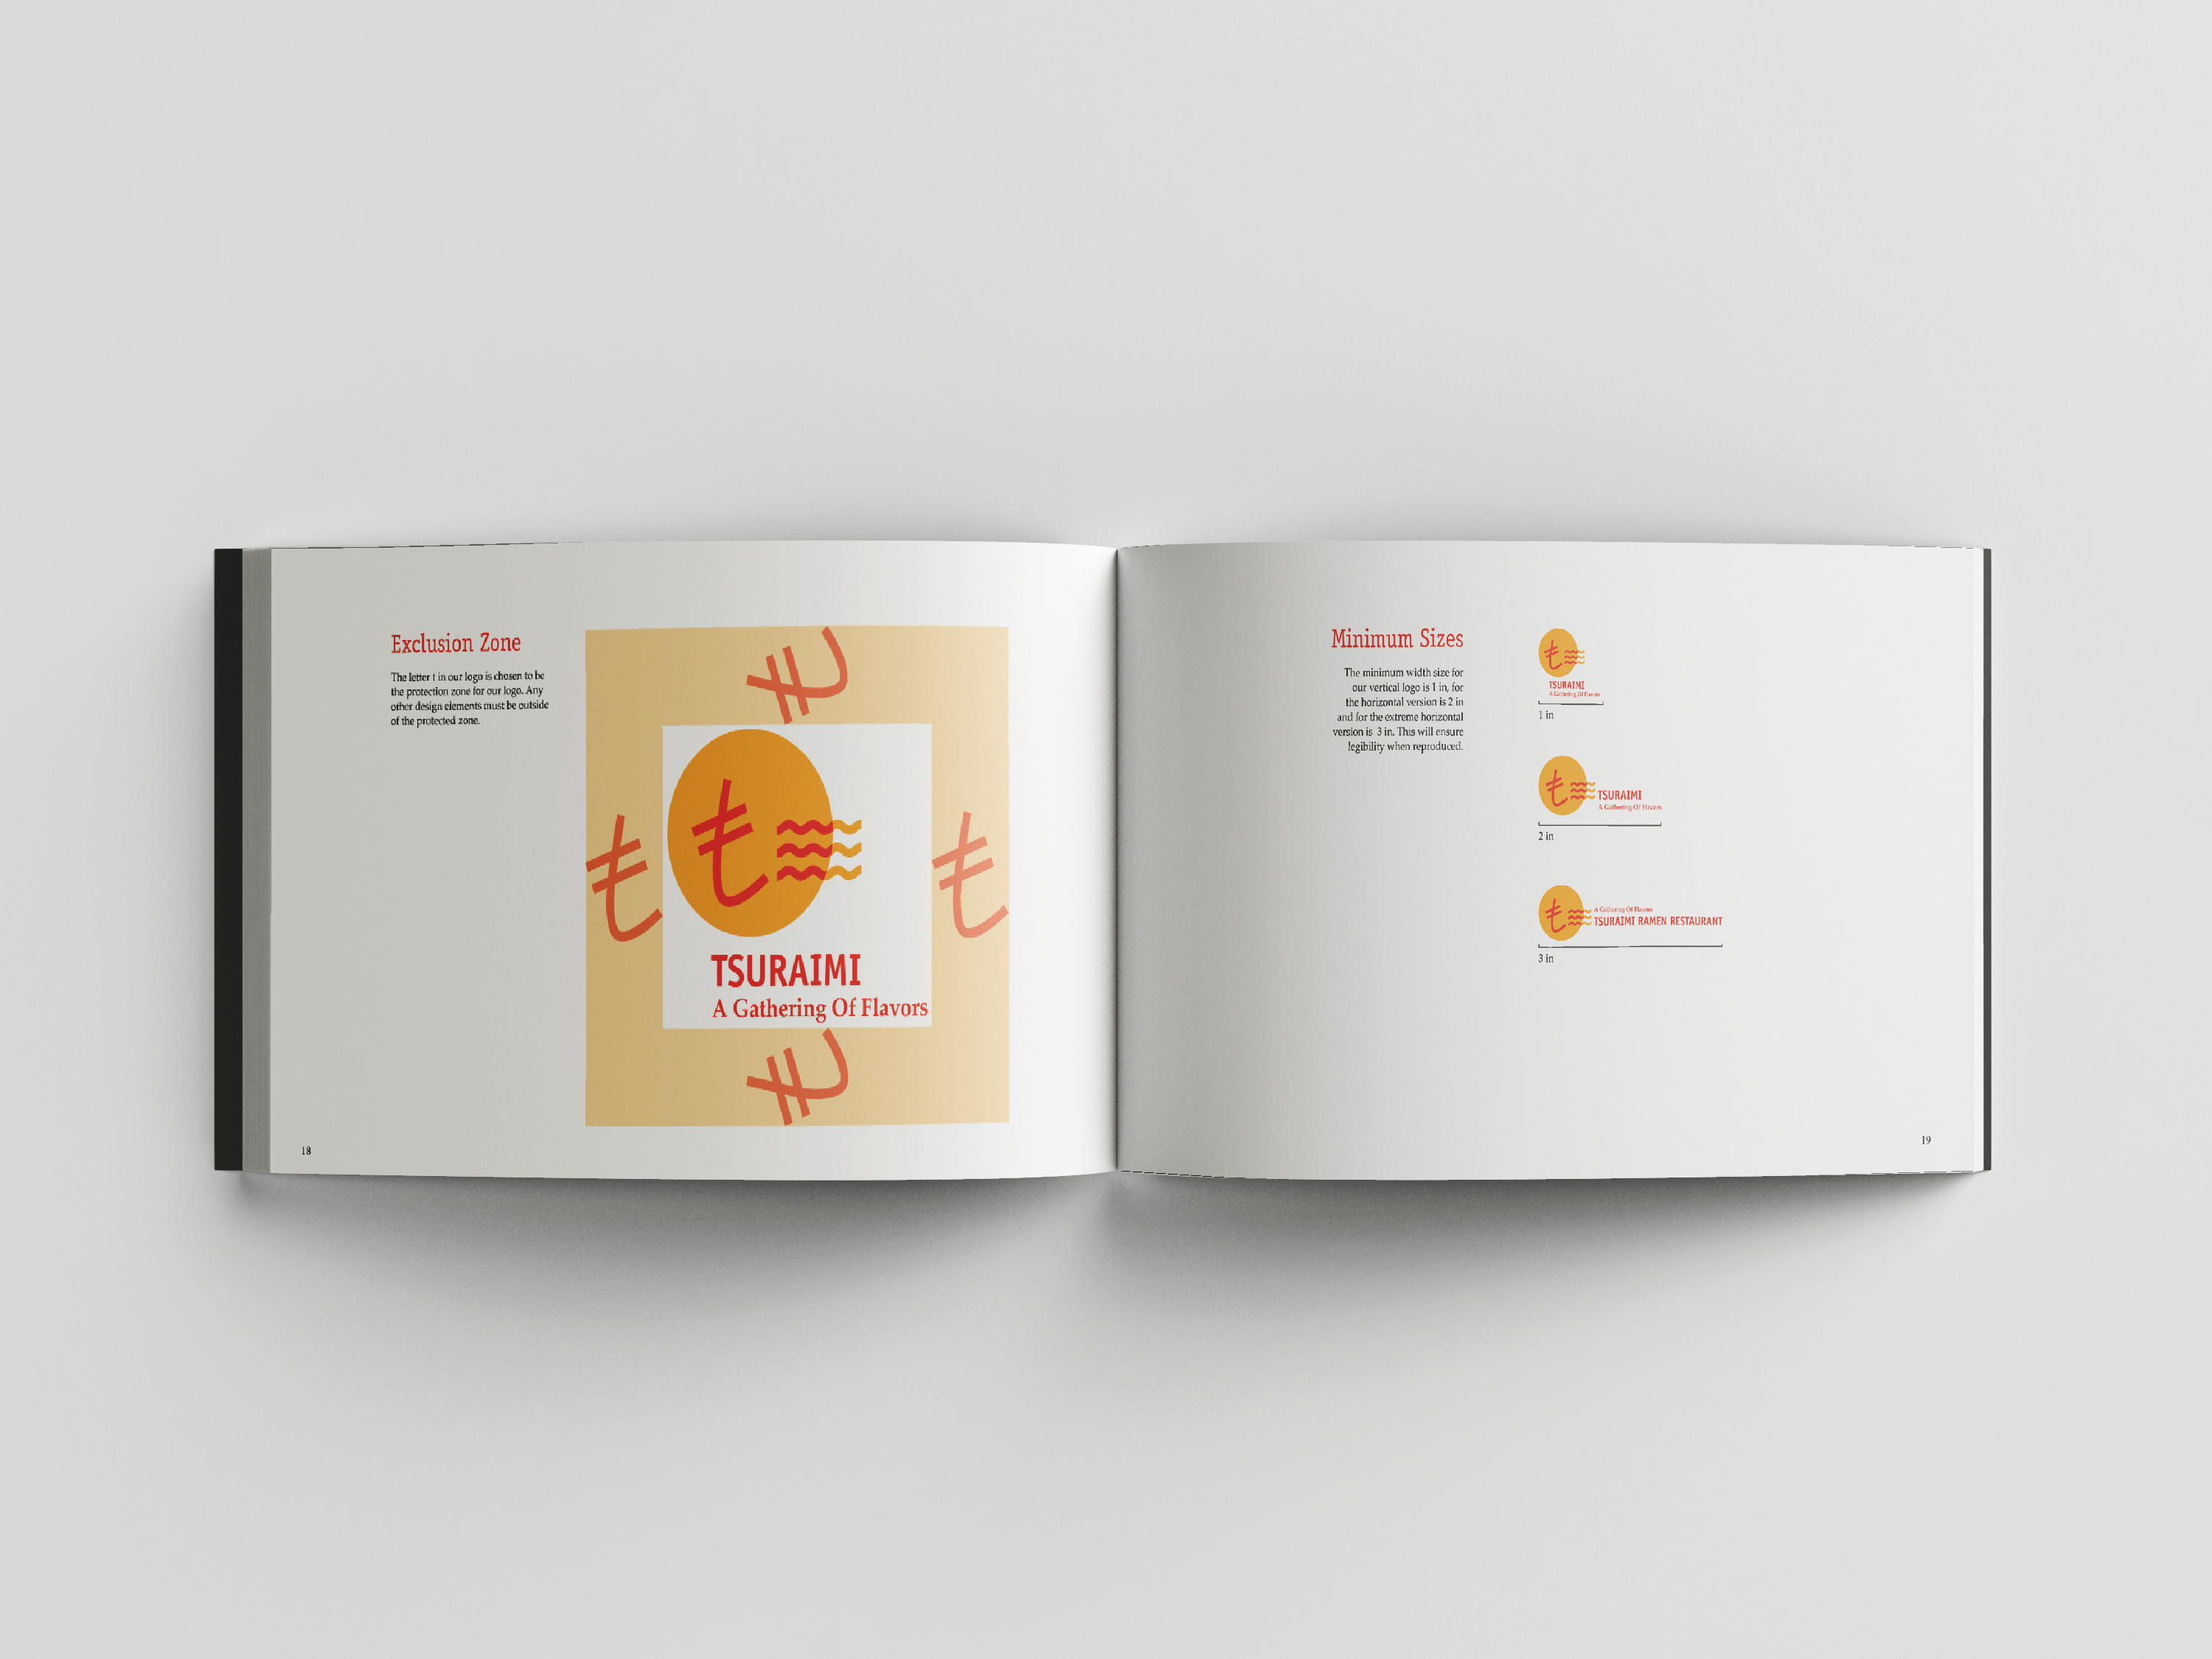 Exclusion Zone
The letter t in our logo is chosen to be
the protection zone for our logo. Any
other design elements must be outside
of the protected zone.
t
t
t
t
t
TSURAIMI
A Gathering Of Flavors
18
Minimum Sizes
The minimum width size for
our vertical logo is 1 in, for
the horizontal version is 2 in
and for the extreme horizontal
version is 3 in. This will ensure
legibility when reproduced.
t
TSURAIMI
A Gathering Of Flavors
1 in
t
TSURAIMI
A Gathering Of Flavors
2 in
t
A Gathering Of Flavors
TSURAIMI RAMEN RESTAURANT
3 in
19